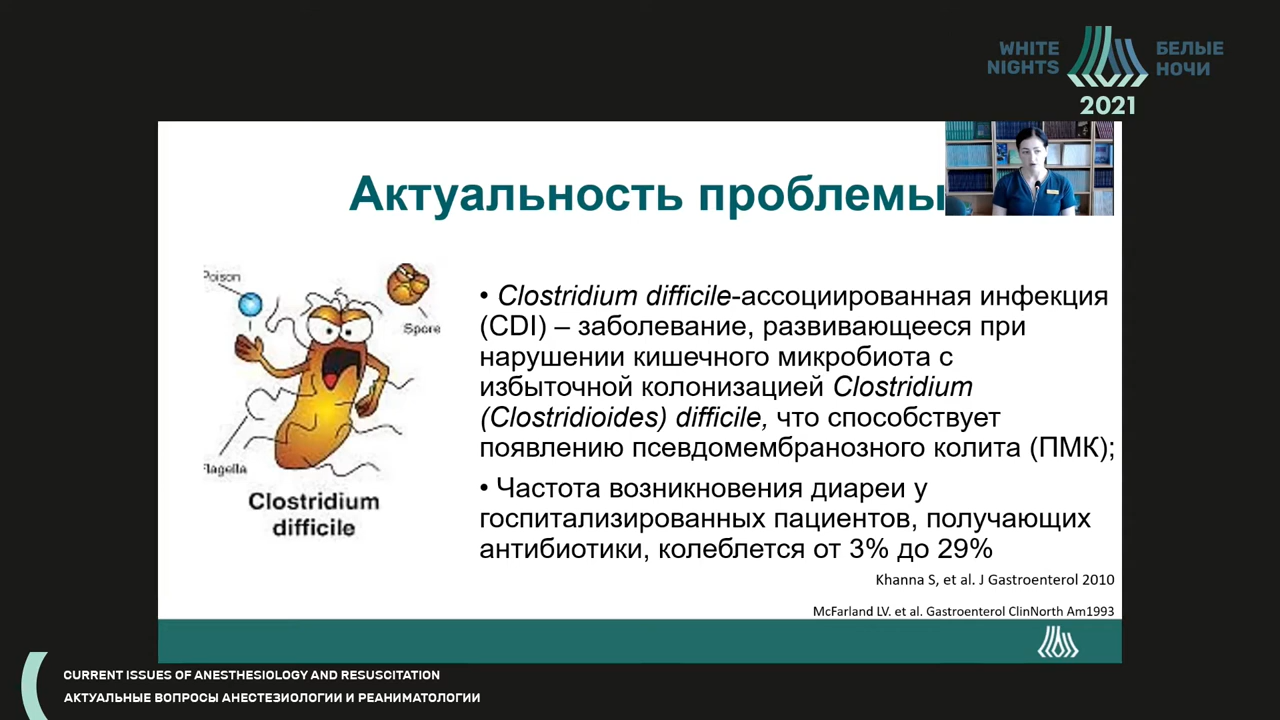 WHITE
NIGHTS
БЕЛЫЕ
НОЧИ
2021
Актуальность проблемы
Poison
Spore
Flagella
Clostridium
difficile
• Clostridium difficile-ассоциированная инфекция
(CDI) – заболевание, развивающееся при
нарушении кишечного микробиота с
избыточной колонизацией Clostridium
(Clostridioides) difficile, что способствует
появлению псевдомембранозного колита (ПМК);
• Частота возникновения диареи у
госпитализированных пациентов, получающих
антибиотики, колеблется от 3% до 29%
Khanna S, et al. J Gastroenterol 2010
McFarland LV. et al. Gastroenterol ClinNorth Am1993
CURRENT ISSUES OF ANESTHESIOLOGY AND RESUSCITATION
АКТУАЛЬНЫЕ ВОПРОСЫ АНЕСТЕЗИОЛОГИИ И РЕАНИМАТОЛОГИИ